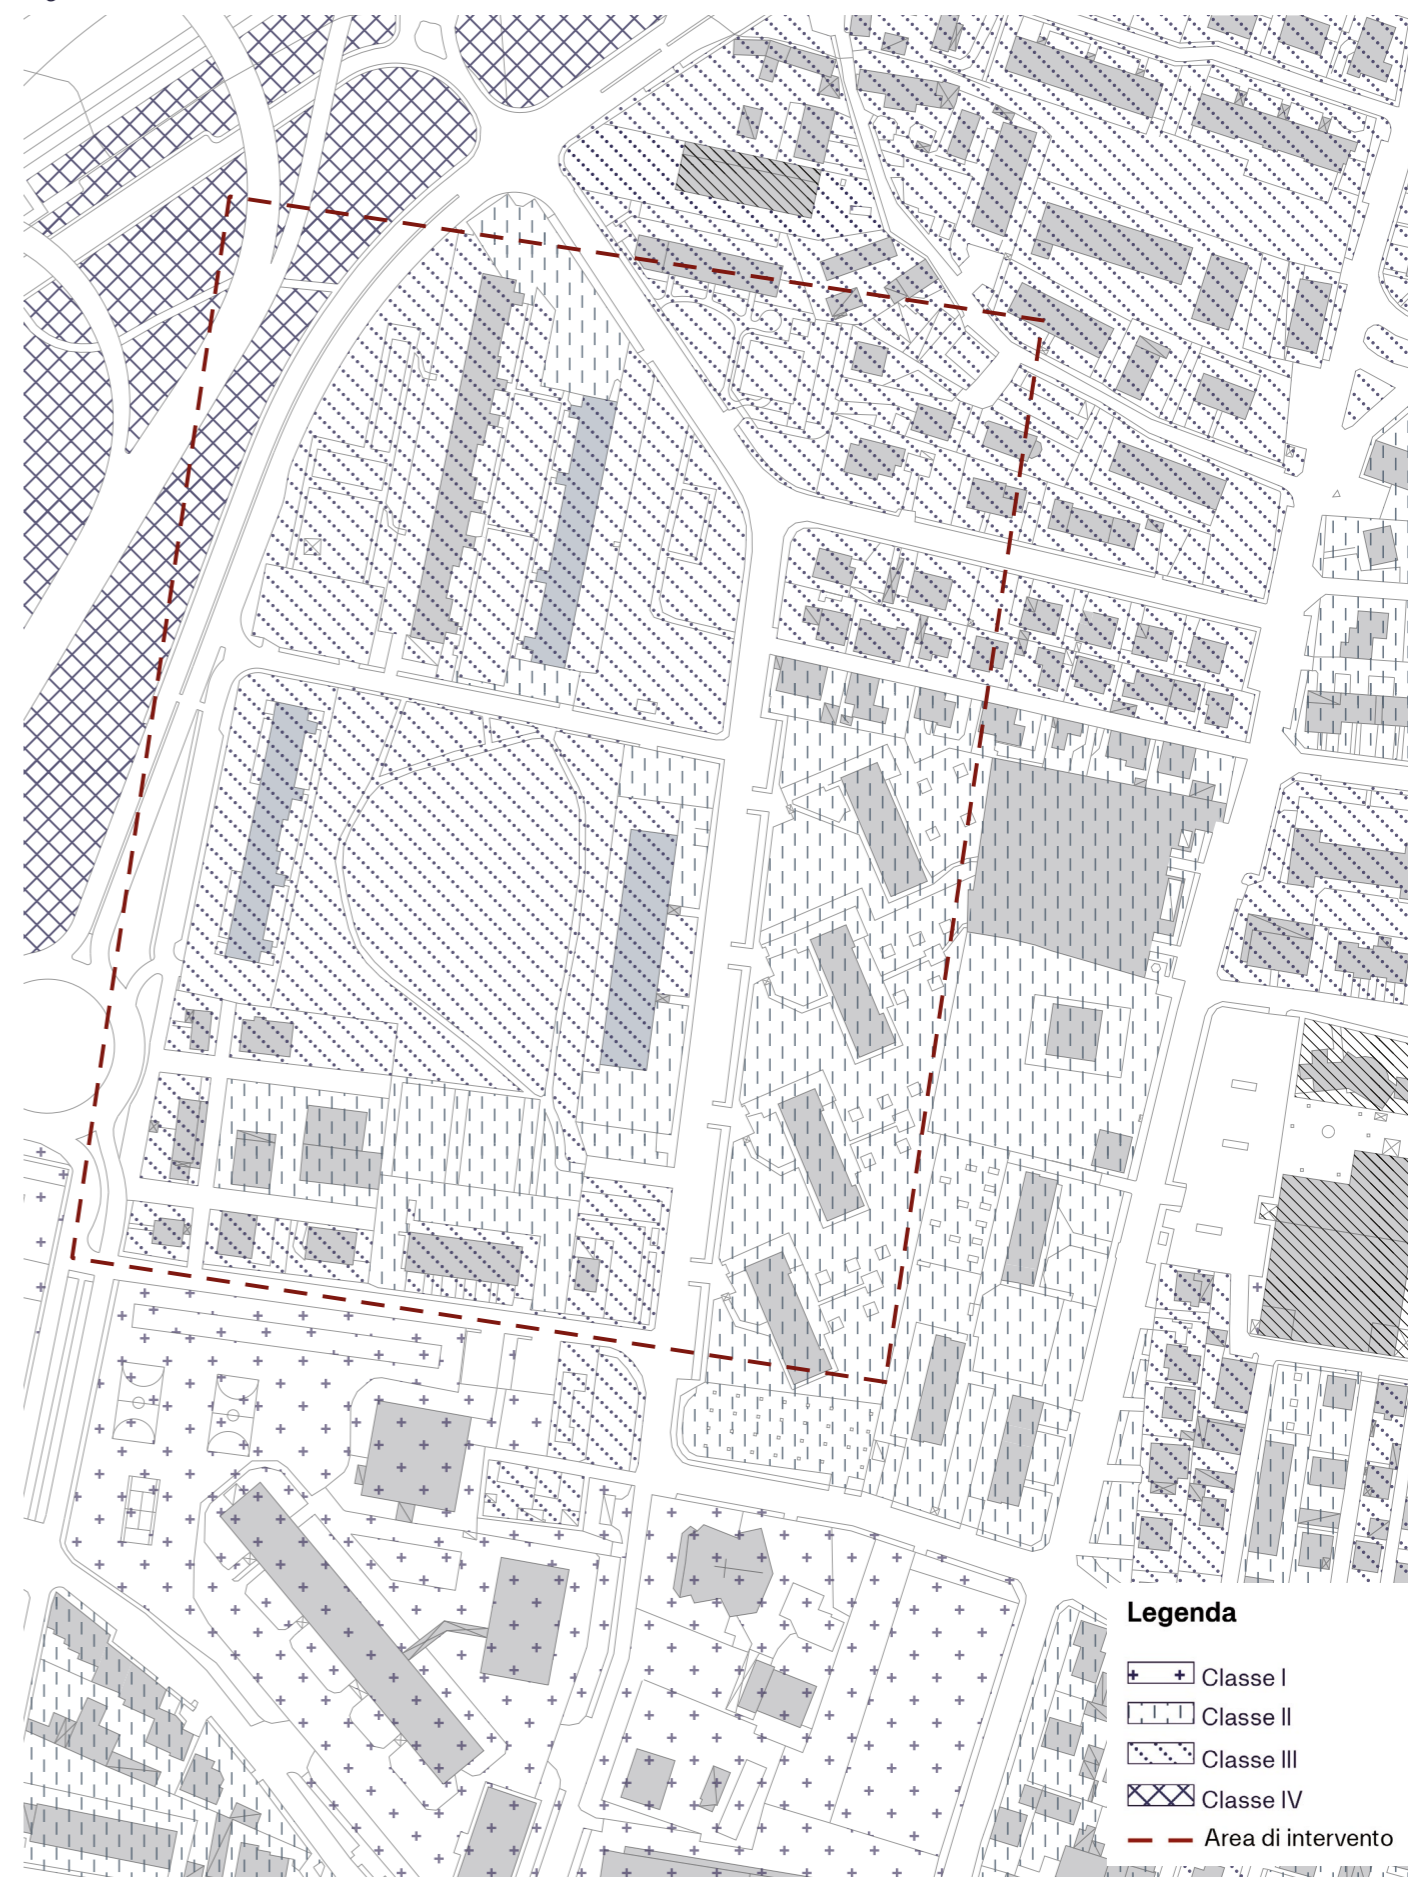 Legenda
Classe I
Classe II
Classe III
Classe IV
Area di intervento